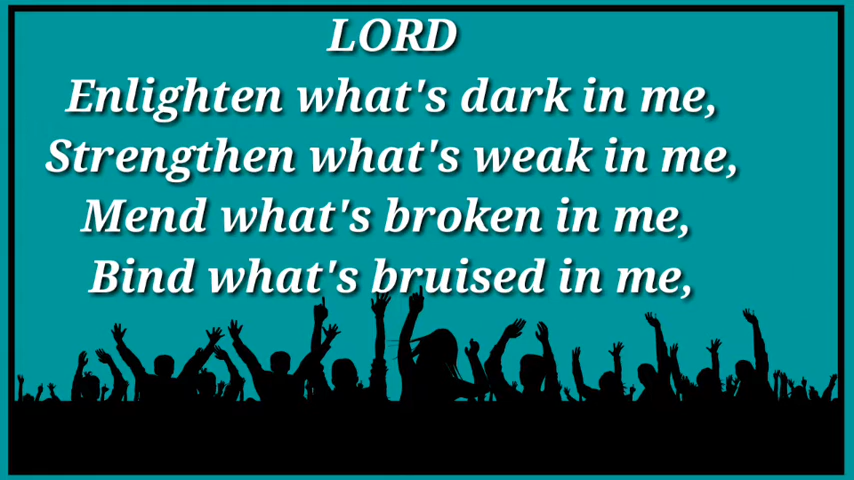 LORD
Enlighten what's dark in me,
Strengthen what's weak in me,
Mend what's broken in me,
Bind what's bruised in me,